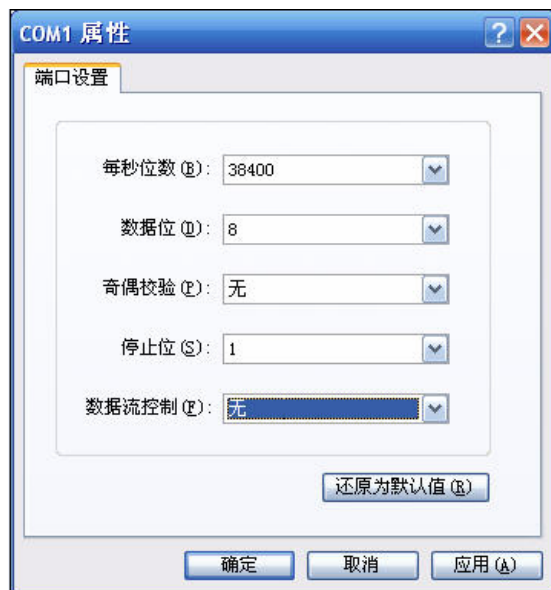 COM1 属性
端口设置
每秒位数(B): 38400
数据位(D): 8
奇偶校验(P): 无
停止位(S): 1
数据流控制(F): 无
还原为默认值(R)
确定 取消 应用(A)